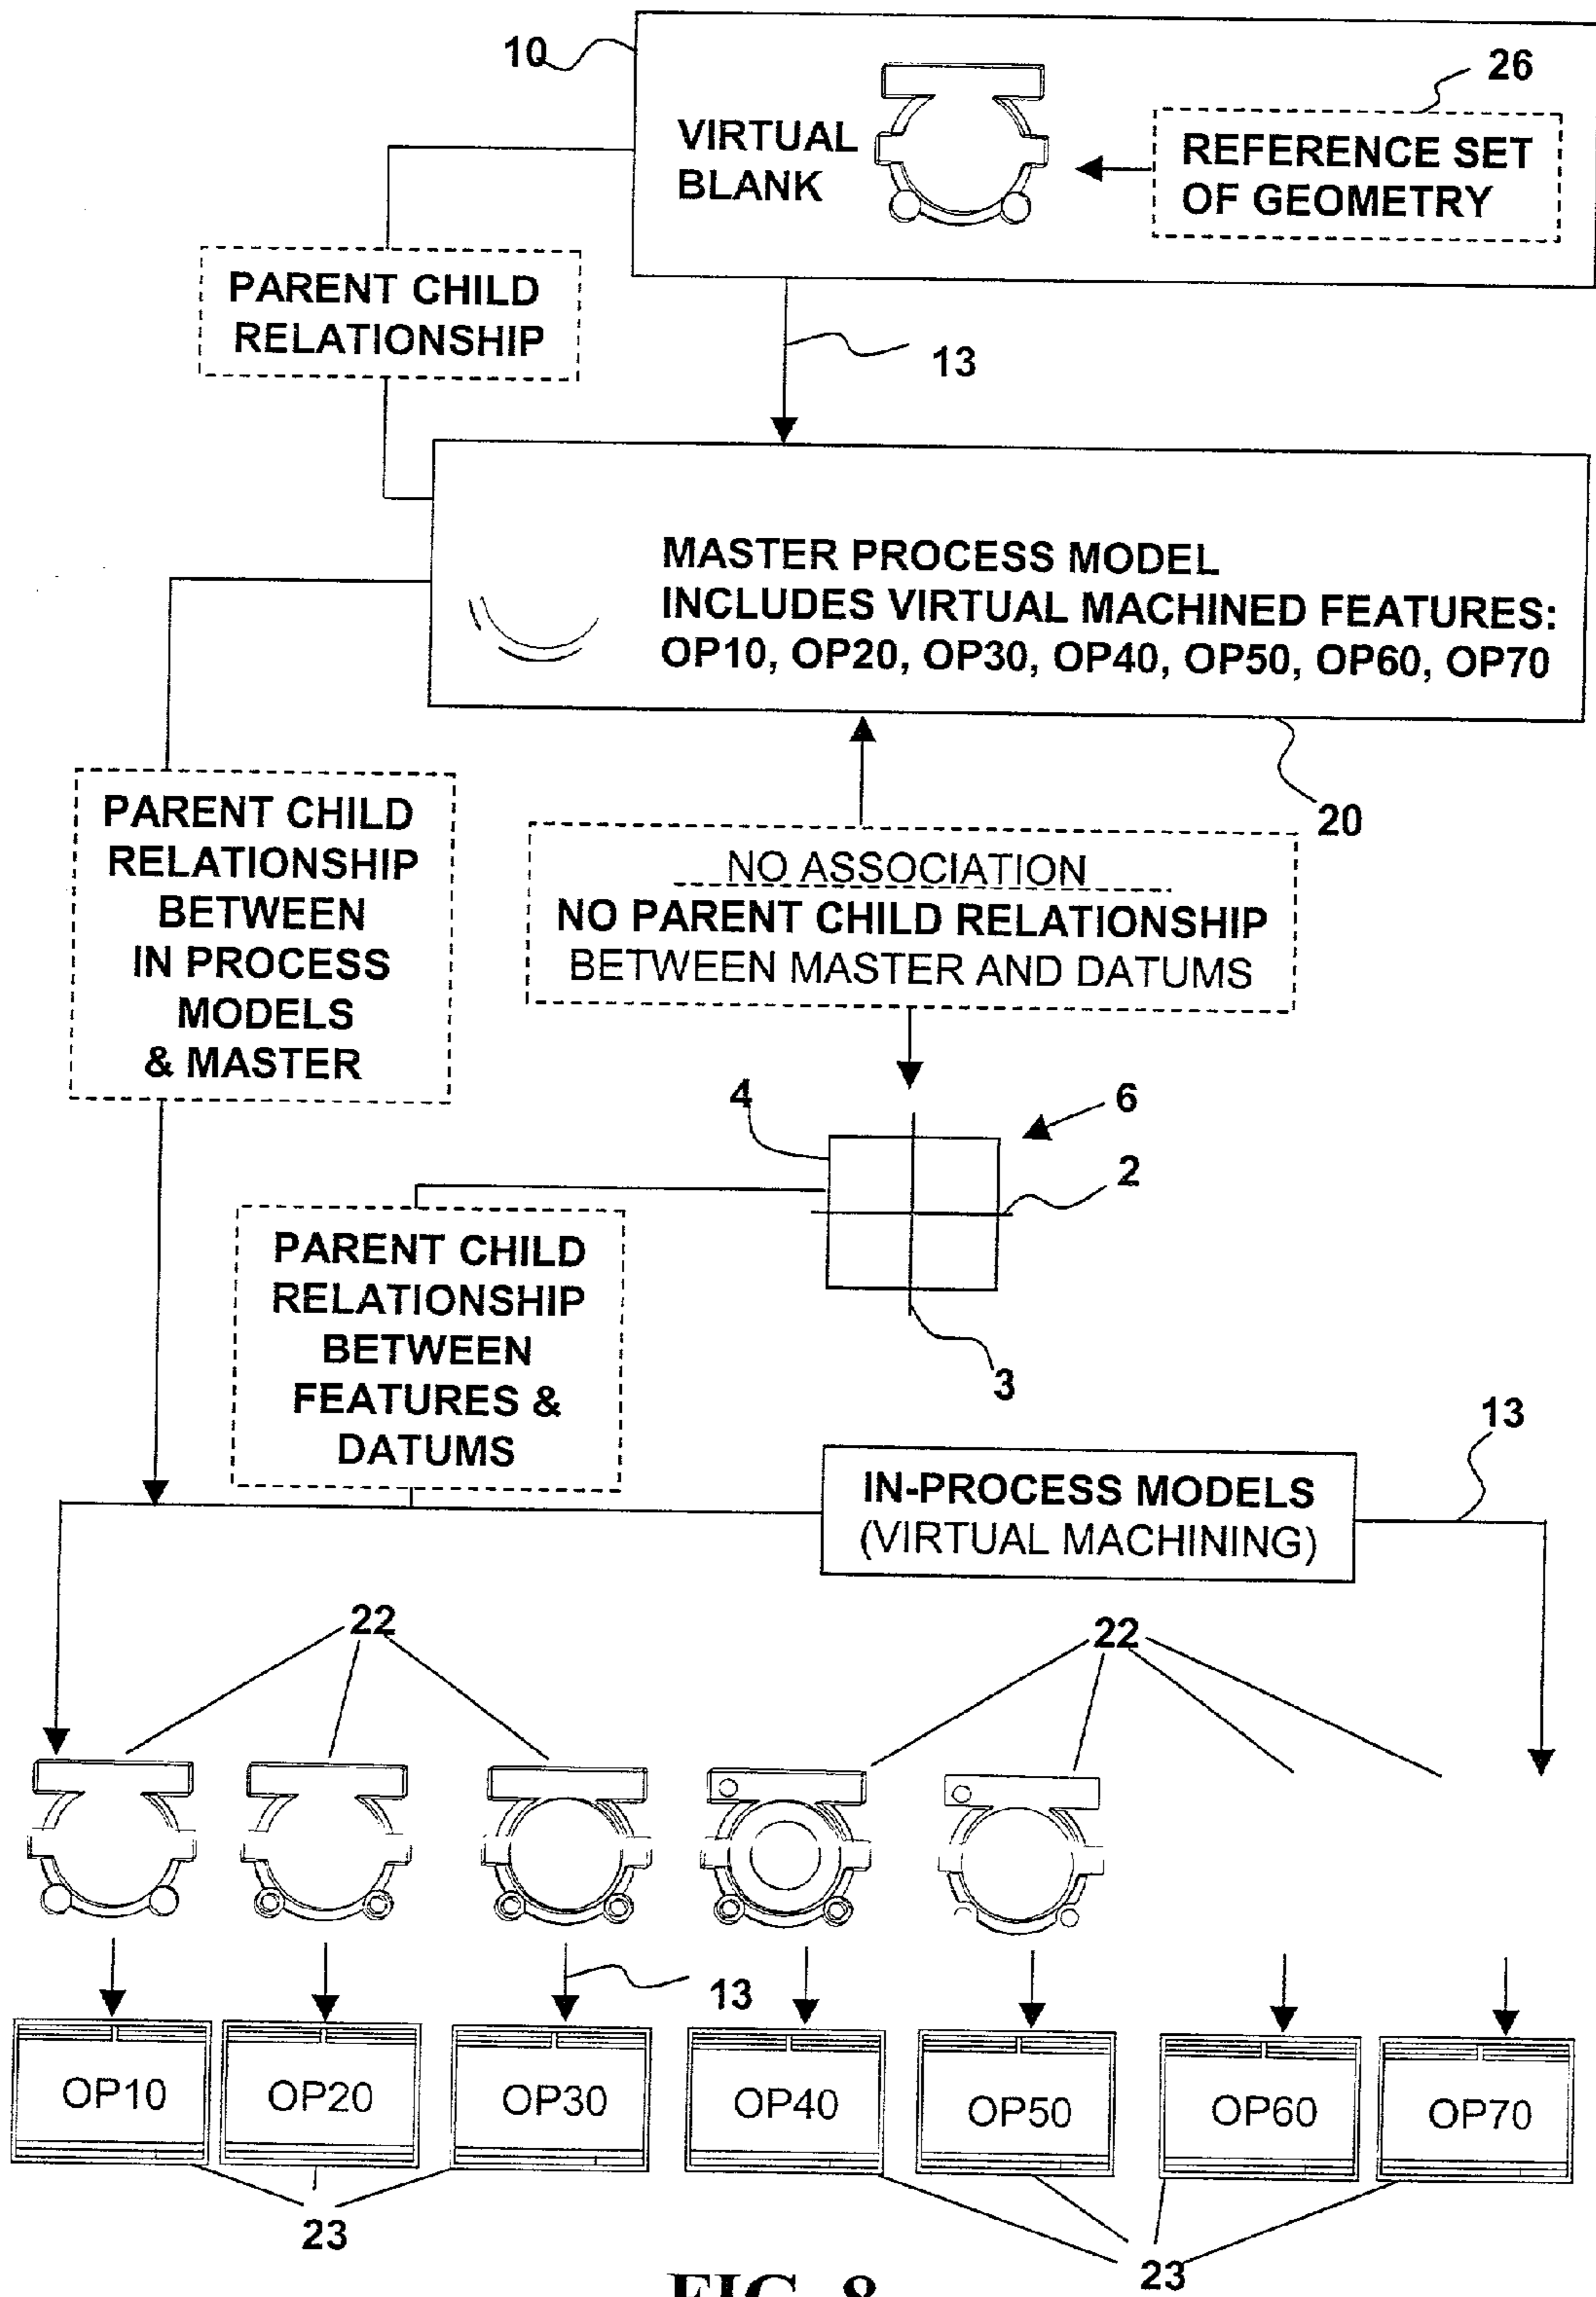 10
26
VIRTUAL
BLANK
REFERENCE SET
OF GEOMETRY
PARENT CHILD
RELATIONSHIP
13
MASTER PROCESS MODEL
INCLUDES VIRTUAL MACHINED FEATURES:
OP10, OP20, OP30, OP40, OP50, OP60, OP70
20
PARENT CHILD
RELATIONSHIP
BETWEEN
IN PROCESS
MODELS
& MASTER
NO ASSOCIATION
NO PARENT CHILD RELATIONSHIP
BETWEEN MASTER AND DATUMS
4
6
2
3
PARENT CHILD
RELATIONSHIP
BETWEEN
FEATURES &
DATUMS
IN-PROCESS MODELS
(VIRTUAL MACHINING)
13
22
22
13
OP10
OP20
OP30
OP40
OP50
OP60
OP70
23
23
FIG. 8